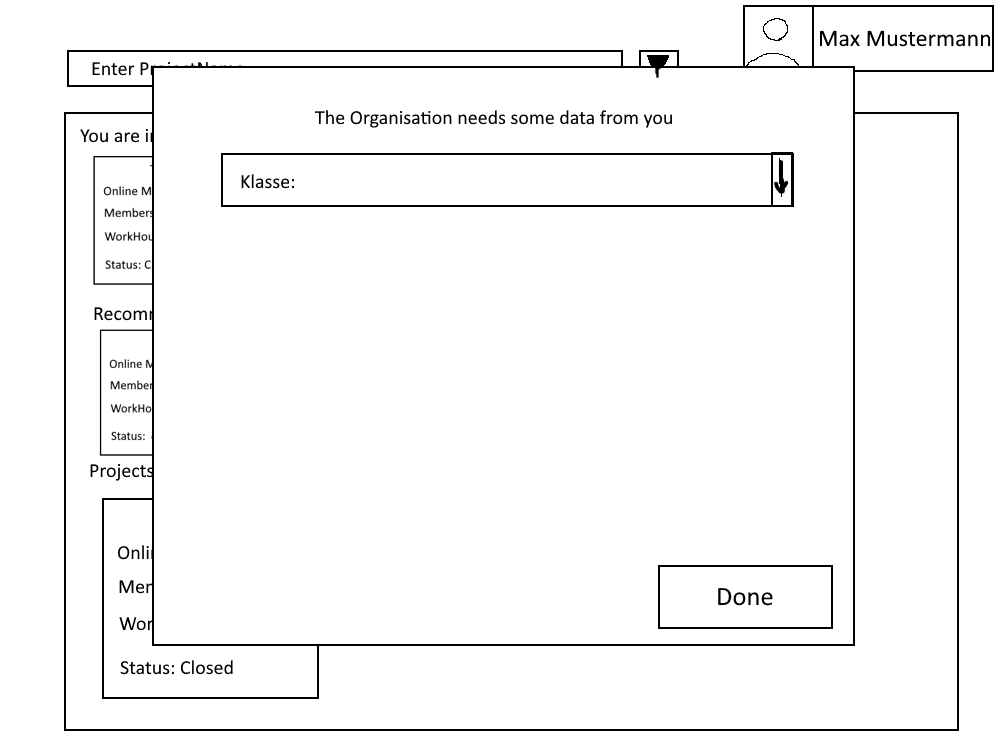 Max Mustermann
Enter ProjectName
The Organisation needs some data from you
You are i
Klasse:
Online M
Members
WorkHou
Status: C
Recomm
Online M
Member
WorkHo
Status:
Projects
Onli
Mem
Wor
Done
Status: Closed